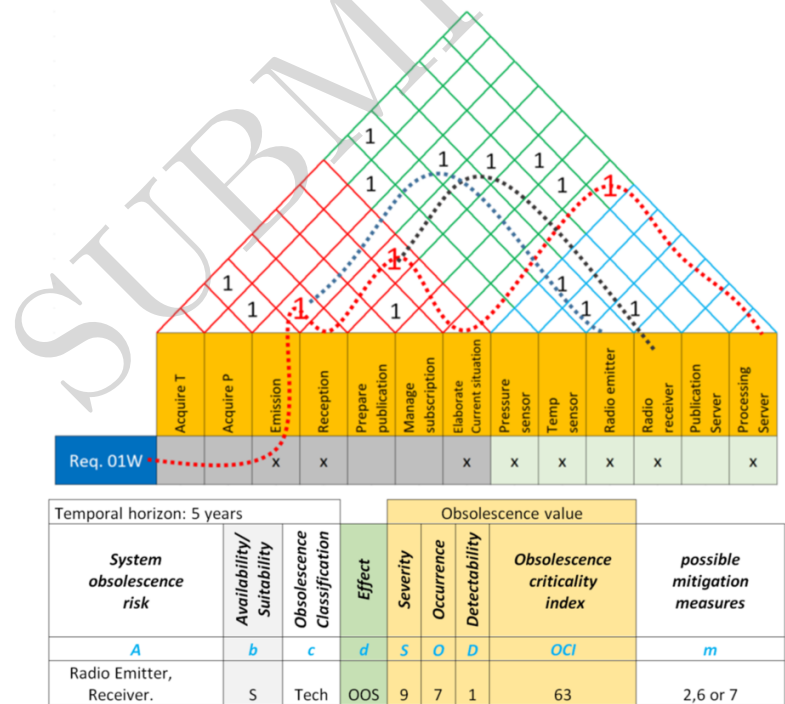 SUBMI
1
1 1 1
1 1 1
1
1 1
1 1 1 1 1
Acquire T
Acquire P
Emission
Reception
Prepare
publication
Manage
subscription
Elaborate
Current situation
Pressure
sensor
Temp
sensor
Radio emitter
Radio
receiver
Publication
Server
Processing
Server
Req. 01W x x x x x x x x
Temporal horizon: 5 years
Obsolescence value
System
obsolescence
risk
Availability/
Suitability
Obsolescence
Classification
Effect
Severity
Occurrence
Detectability
Obsolescence
criticality
index
possible
mitigation
measures
A b c d S O D OCI m
Radio Emitter,
Receiver. S Tech OOS 9 7 1 63 2,6 or 7